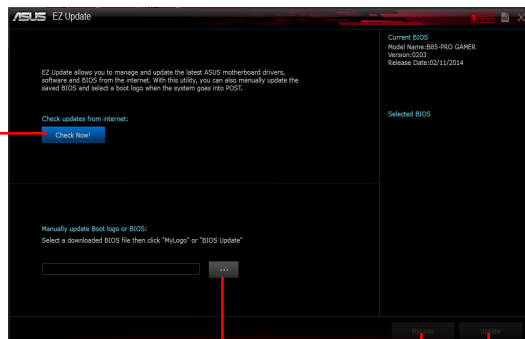 ASUS EZ Update
EZ Update allows you to manage and update the latest ASUS motherboard drivers,
software and BIOS from the internet. With this utility, you can also manually update the
saved BIOS and select a boot logo when the system goes into POST.
Check updates from internet:
Check Now!
Manually update Boot logo or BIOS:
Select a downloaded BIOS file then click "MyLogo" or "BIOS Update"
...
Current BIOS
Model Name:B85-PRO GAMER
Version:0203
Release Date:02/11/2014
Selected BIOS
MyLogo
Update